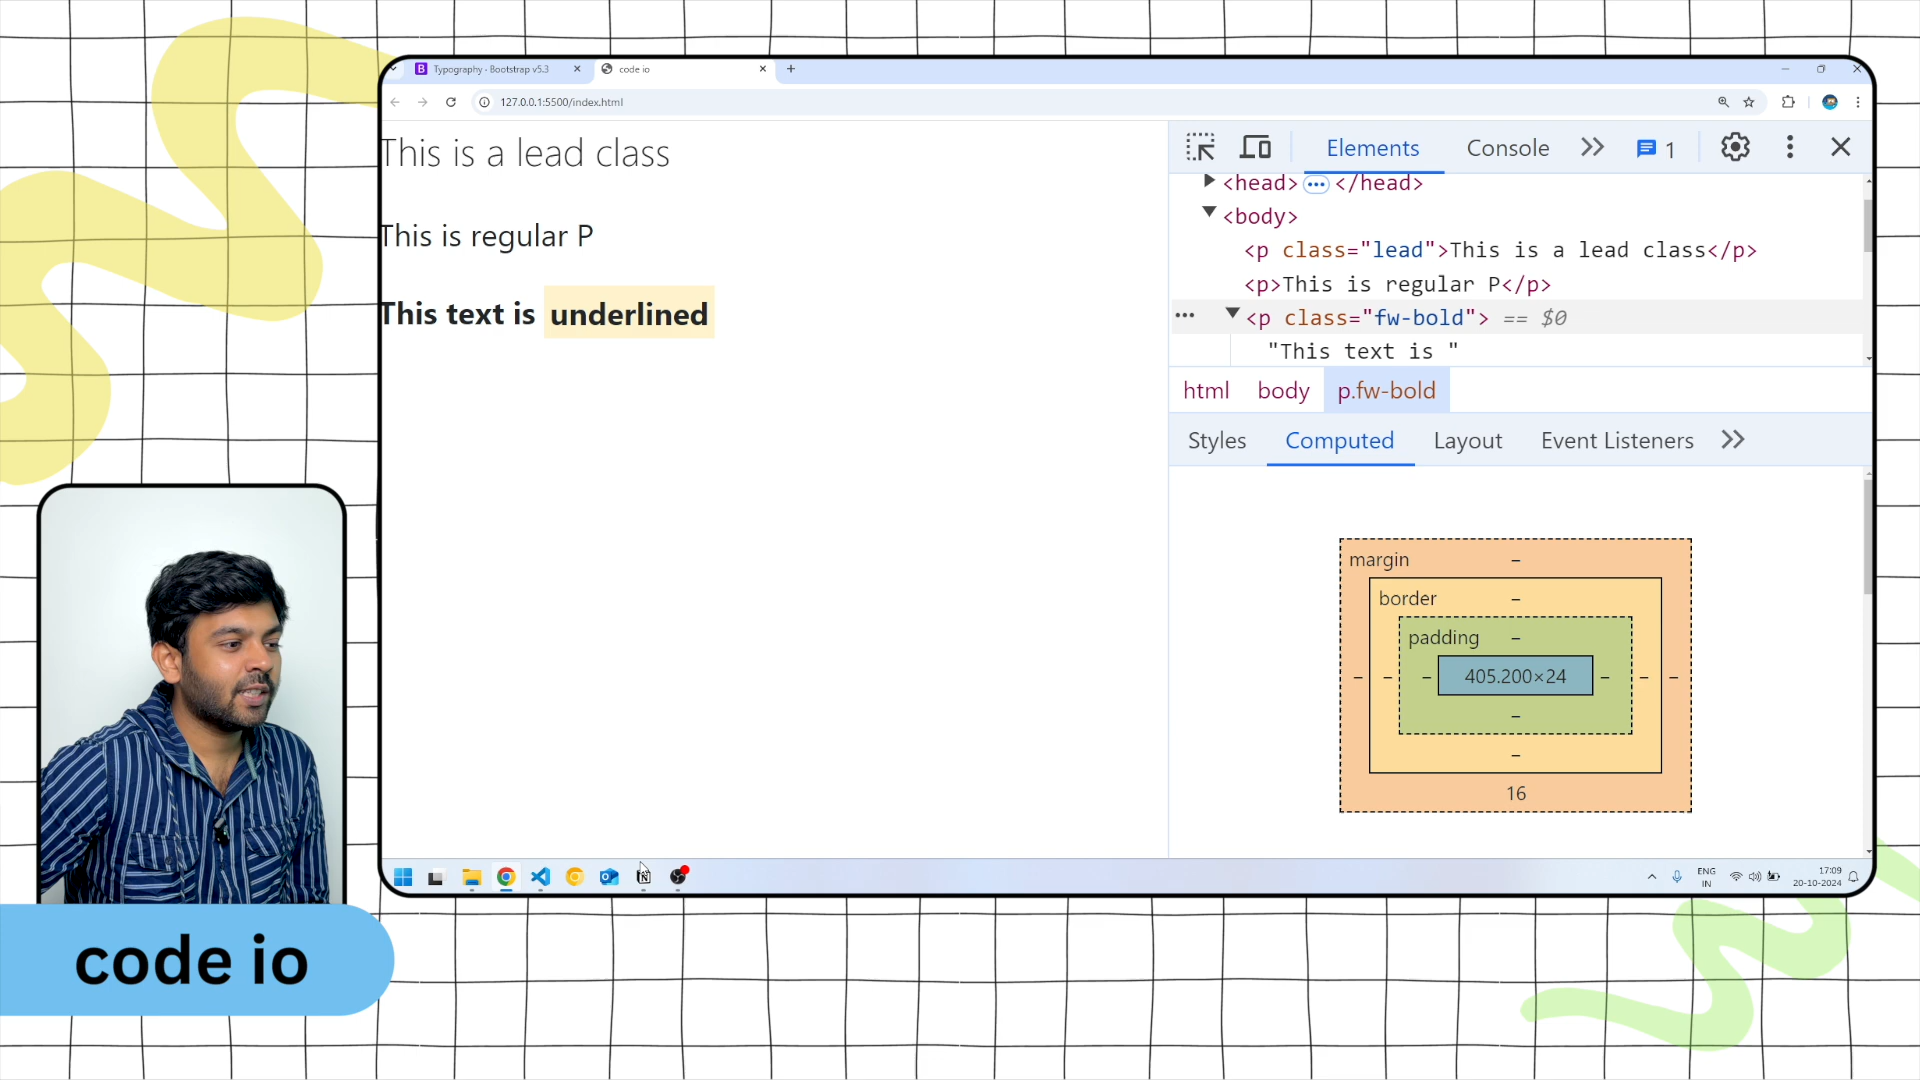 Typography · Bootstrap v5.3
code io
127.0.0.1:5500/index.html
This is a lead class
This is regular P
This text is underlined
Elements
Console
1
<head> ••• </head>
<body>
<p class="lead">This is a lead class</p>
<p>This is regular P</p>
••• <p class="fw-bold"> == $0
"This text is "
html body p.fw-bold
Styles Computed Layout Event Listeners
margin –
border –
padding –
– – – 405.200×24 – – –
–
–
16
ENG
IN
17:09
20-10-2024
code io